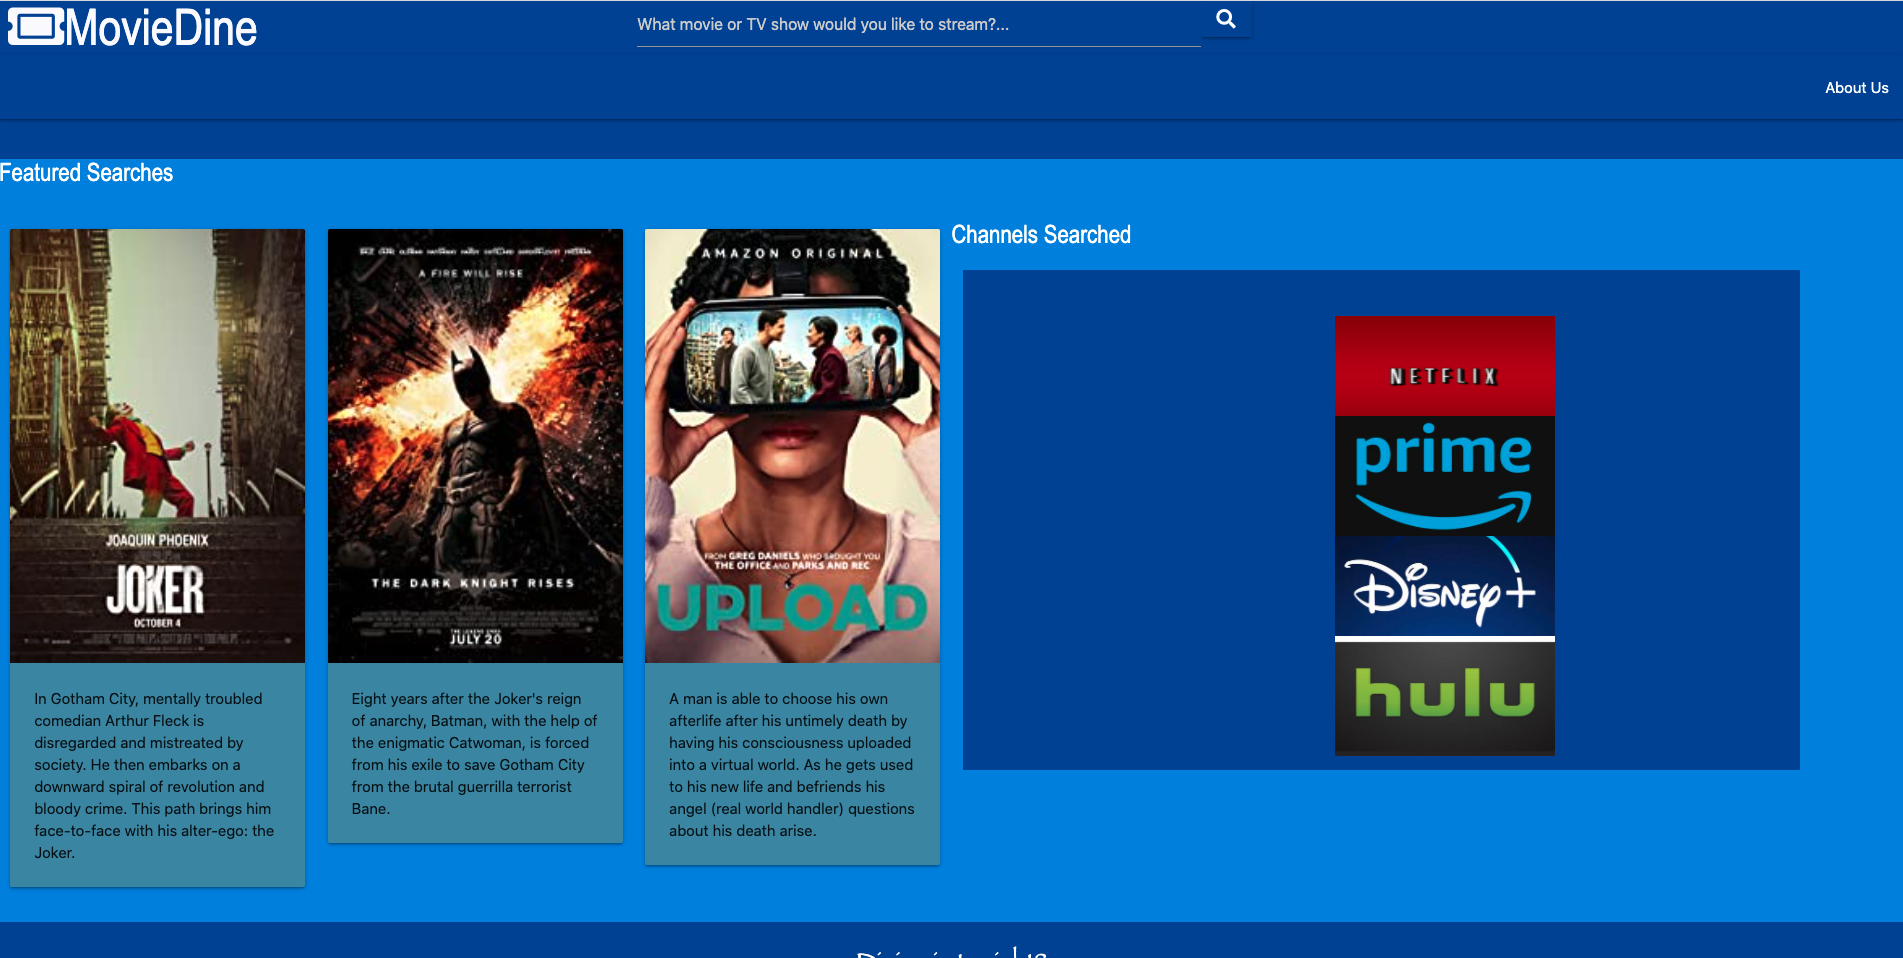 MovieDine
What movie or TV show would you like to stream?...
About Us
Featured Searches
Channels Searched
JOAQUIN PHOENIX
JOKER
OCTOBER 4
In Gotham City, mentally troubled
comedian Arthur Fleck is
disregarded and mistreated by
society. He then embarks on a
downward spiral of revolution and
bloody crime. This path brings him
face-to-face with his alter-ego: the
Joker.
A FIRE WILL RISE
THE DARK KNIGHT RISES
JULY 20
Eight years after the Joker's reign
of anarchy, Batman, with the help of
the enigmatic Catwoman, is forced
from his exile to save Gotham City
from the brutal guerrilla terrorist
Bane.
AMAZON ORIGINAL
FROM GREG DANIELS WHO BROUGHT YOU
THE OFFICE AND PARKS AND REC
UPLOAD
A man is able to choose his own
afterlife after his untimely death by
having his consciousness uploaded
into a virtual world. As he gets used
to his new life and befriends his
angel (real world handler) questions
about his death arise.
NETFLIX
prime
Disney+
hulu